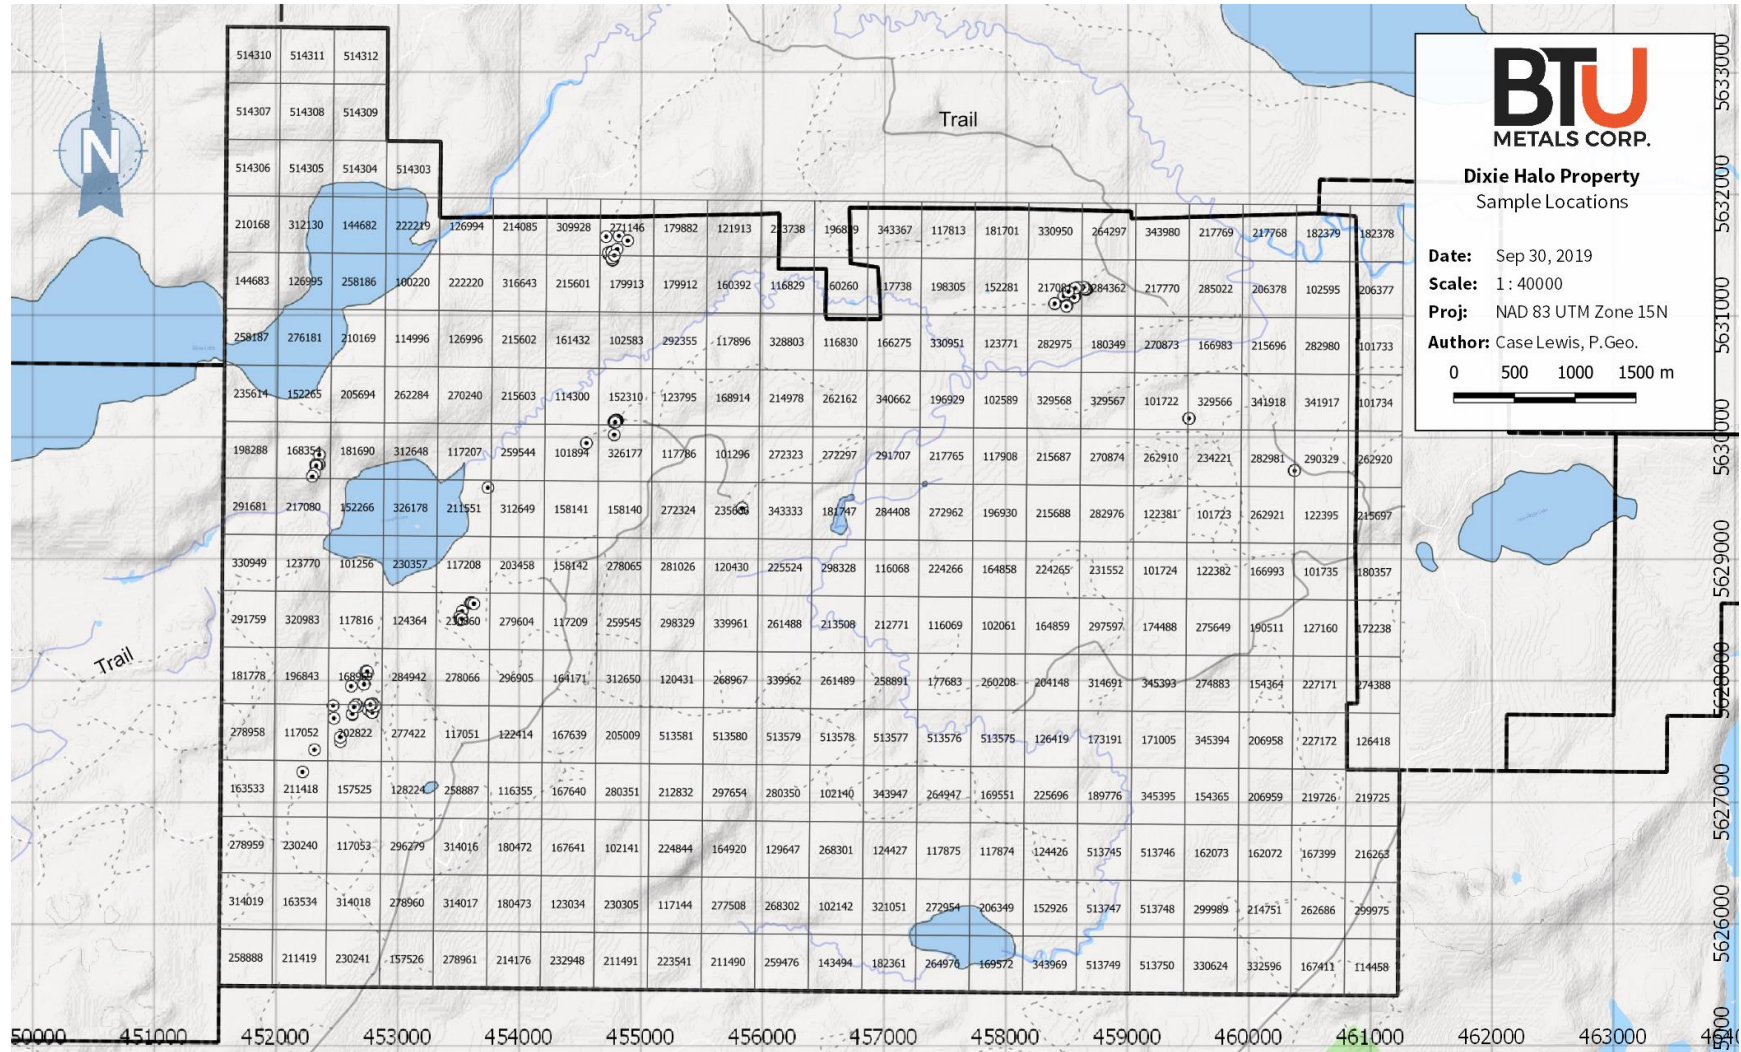 BTU
METALS CORP.
Dixie Halo Property
Sample Locations
Date: Sep 30, 2019
Scale: 1 : 40000
Proj: NAD 83 UTM Zone 15N
Author: Case Lewis, P.Geo.
0 500 1000 1500 m
N
Trail
Trail
514310 514311 514312
514307 514308 514309
514306 514305 514304 514303
210168 312130 144682 222219 126994 214085 309928 271146 179882 121913 196839 343367 117813 181701 330950 264297 343980 217769 217768 182379 182378
144683 126995 258186 100220 222220 316643 215601 179913 179912 160392 116829 160260 17738 198305 152281 284362 217770 285022 206378 102595 206377
258187 276181 210169 114996 126996 215602 161432 102583 292355 117896 328803 116830 166275 330951 123771 282975 180349 270873 166983 215696 282980 101733
235614 152265 205694 262284 270240 215603 114300 152310 123795 168914 214978 262162 340662 196929 102589 329568 329567 101722 329566 341918 341917 101734
198288 168354 181690 312648 117207 259544 101894 326177 117786 101296 272323 272297 291707 217765 117908 215687 270874 262910 234221 282981 290329 262920
291681 217080 152266 326178 211551 312649 158141 158140 272324 343333 181747 284408 272962 196930 215688 282976 122381 101723 262921 122395 215697
330949 123770 101256 230357 117208 203458 158142 278065 281026 120430 225524 298328 116068 224266 164858 224265 231552 101724 122382 166993 101735 180357
291759 320983 117816 124364 279604 117209 259545 298329 339961 261488 213508 212771 116069 102061 164859 297597 174488 275649 190511 127160 172238
181778 196843 284942 278066 296905 164171 312650 120431 268967 339962 261489 258891 177683 260208 204148 314691 345393 274883 154364 227171 274388
278958 117052 202822 277422 117051 122414 167639 205009 513581 513580 513579 513578 513577 513576 513575 126419 173191 171005 345394 206958 227172 126418
163533 211418 157525 128224 258887 116355 167640 280351 212832 297654 280350 102140 343947 264947 169551 225696 189776 345395 154365 206959 219726 219725
278959 230240 117053 296279 314016 180472 167641 102141 224844 164920 129647 268301 124427 117875 117874 124426 513745 513746 162073 162072 167399 216263
314019 163534 314018 278960 314017 180473 123034 230305 117144 277508 268302 102142 321051 272954 206349 152926 513747 513748 299989 214751 262686 299975
258888 211419 230241 157526 278961 214176 232948 211491 223541 211490 259476 143494 182361 264976 169572 343969 513749 513750 330624 332596 167411 114458
5633000
5632000
5631000
5630000
5629000
5628000
5627000
5626000
451000 452000 453000 454000 455000 456000 457000 458000 459000 460000 461000 462000 463000